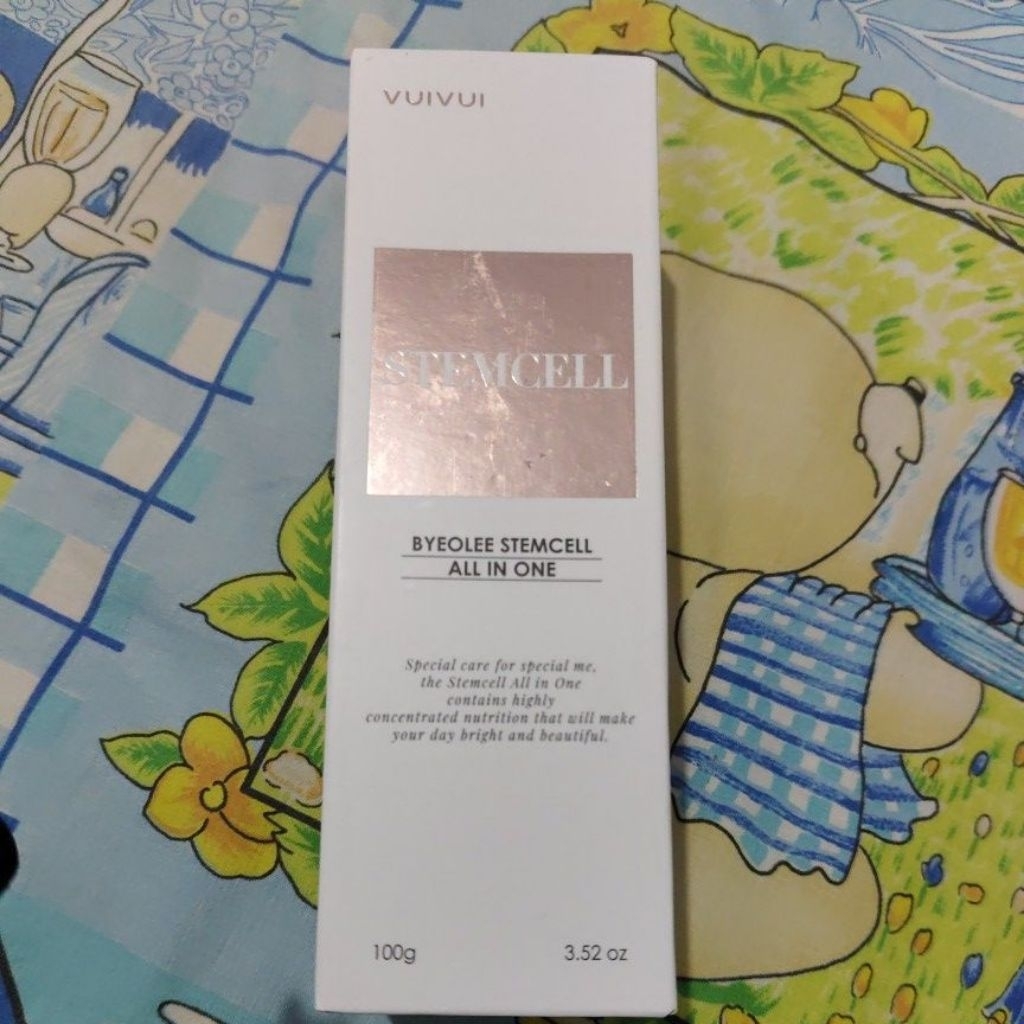 VUIVUI
STEMCELL
BYEOLEE STEMCELL
ALL IN ONE
Special care for special me,
the Stemcell All in One
contains highly
concentrated nutrition that will make
your day bright and beautiful.
100g 3.52 oz